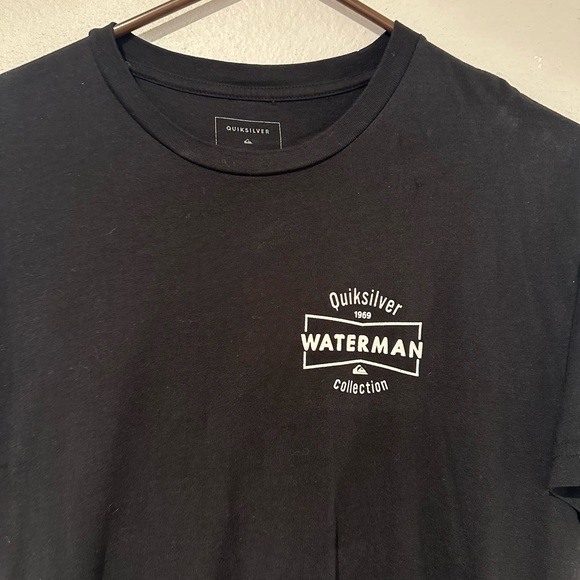 QUIKSILVER
Quiksilver
1969
WATERMAN
Collection